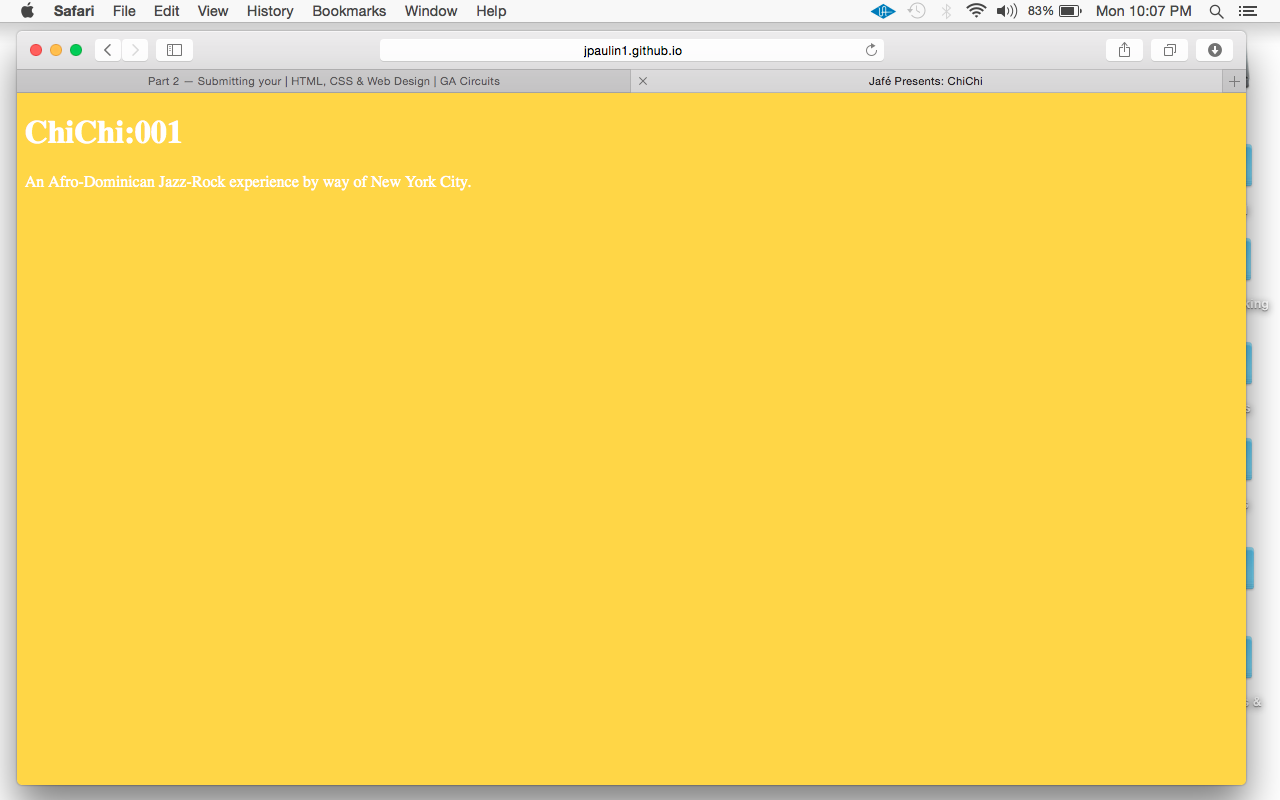 Safari File Edit View History Bookmarks Window Help 83% Mon 10:07 PM
jpaulin1.github.io
Part 2 — Submitting your | HTML, CSS & Web Design | GA Circuits Jafé Presents: ChiChi
ChiChi:001
An Afro-Dominican Jazz-Rock experience by way of New York City.
&